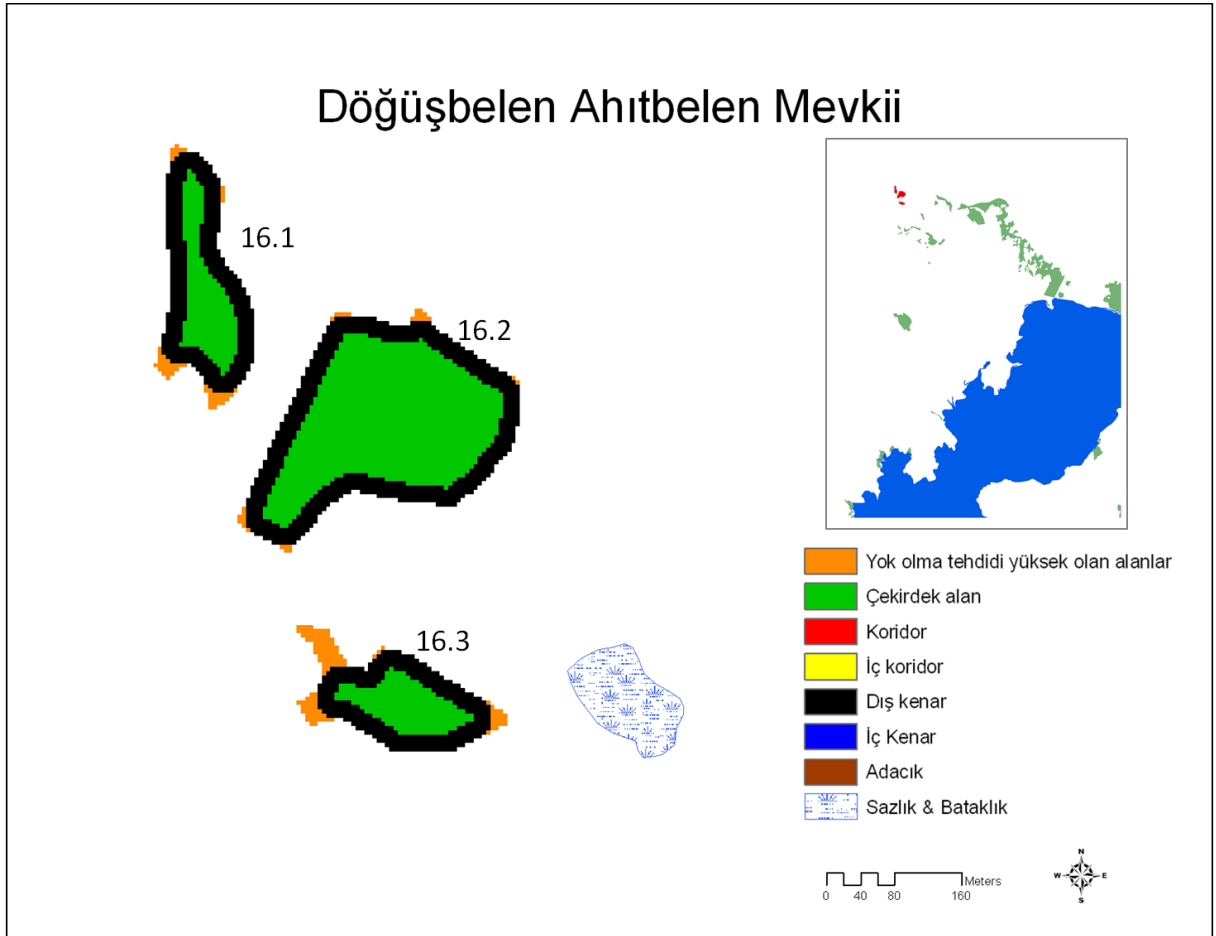 Döğüşbelen Ahıtbelen Mevkii
16.1
16.2
16.3
Yok olma tehdidi yüksek olan alanlar
Çekirdek alan
Koridor
İç koridor
Dış kenar
İç Kenar
Adacık
Sazlık & Bataklık
Meters
0 40 80 160
N
W E
S